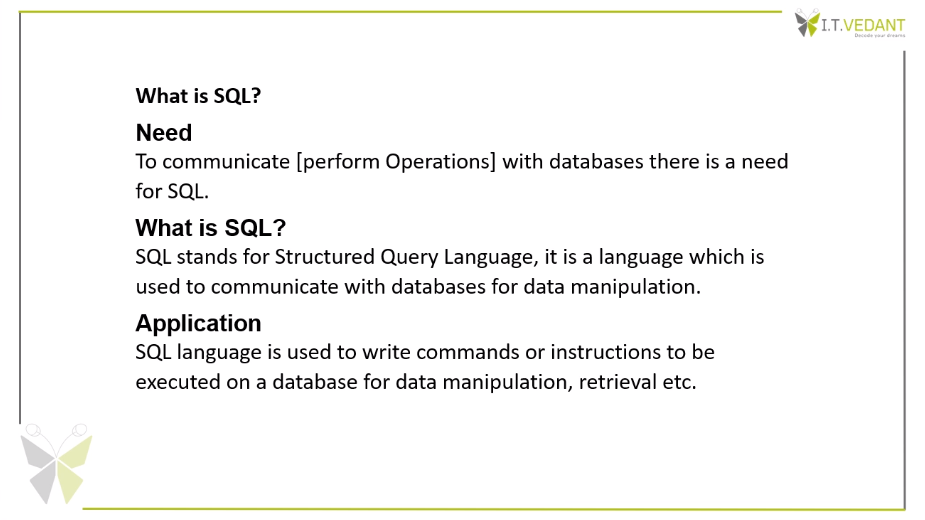 I.T.VEDANT
Decode your dreams
What is SQL?
Need
To communicate [perform Operations] with databases there is a need
for SQL.
What is SQL?
SQL stands for Structured Query Language, it is a language which is
used to communicate with databases for data manipulation.
Application
SQL language is used to write commands or instructions to be
executed on a database for data manipulation, retrieval etc.